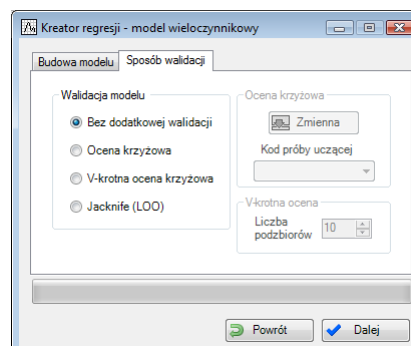 Kreator regresji - model wieloczynnikowy
Budowa modelu Sposób walidacji
Walidacja modelu
Bez dodatkowej walidacji
Ocena krzyżowa
V-krotna ocena krzyżowa
Jacknife (LOO)
Ocena krzyżowa
Zmienna
Kod próby uczącej
V-krotna ocena
Liczba
podzbiorów 10
Powrót Dalej